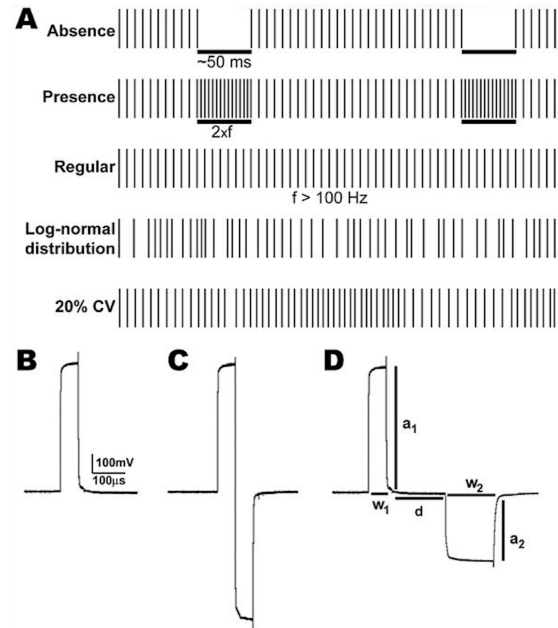 A
Absence
~50 ms
Presence
2xf
Regular
f > 100 Hz
Log-normal
distribution
20% CV
B
C
D
100mV
100µs
a1
w1
d
w2
a2